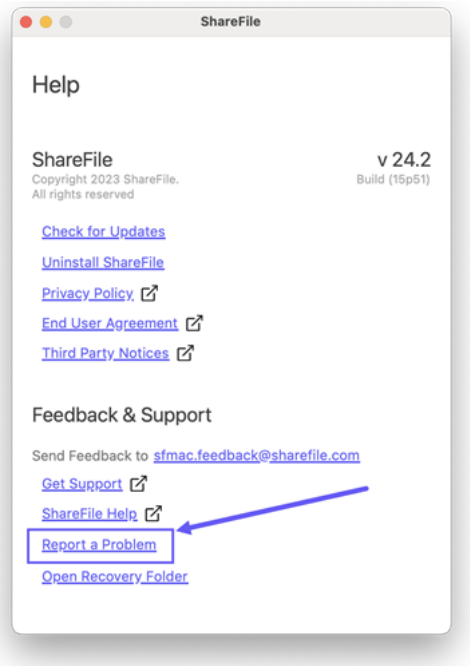 ShareFile
Help
ShareFile v 24.2
Copyright 2023 ShareFile. Build (15p51)
All rights reserved
Check for Updates
Uninstall ShareFile
Privacy Policy
End User Agreement
Third Party Notices
Feedback & Support
Send Feedback to sfmac.feedback@sharefile.com
Get Support
ShareFile Help
Report a Problem
Open Recovery Folder